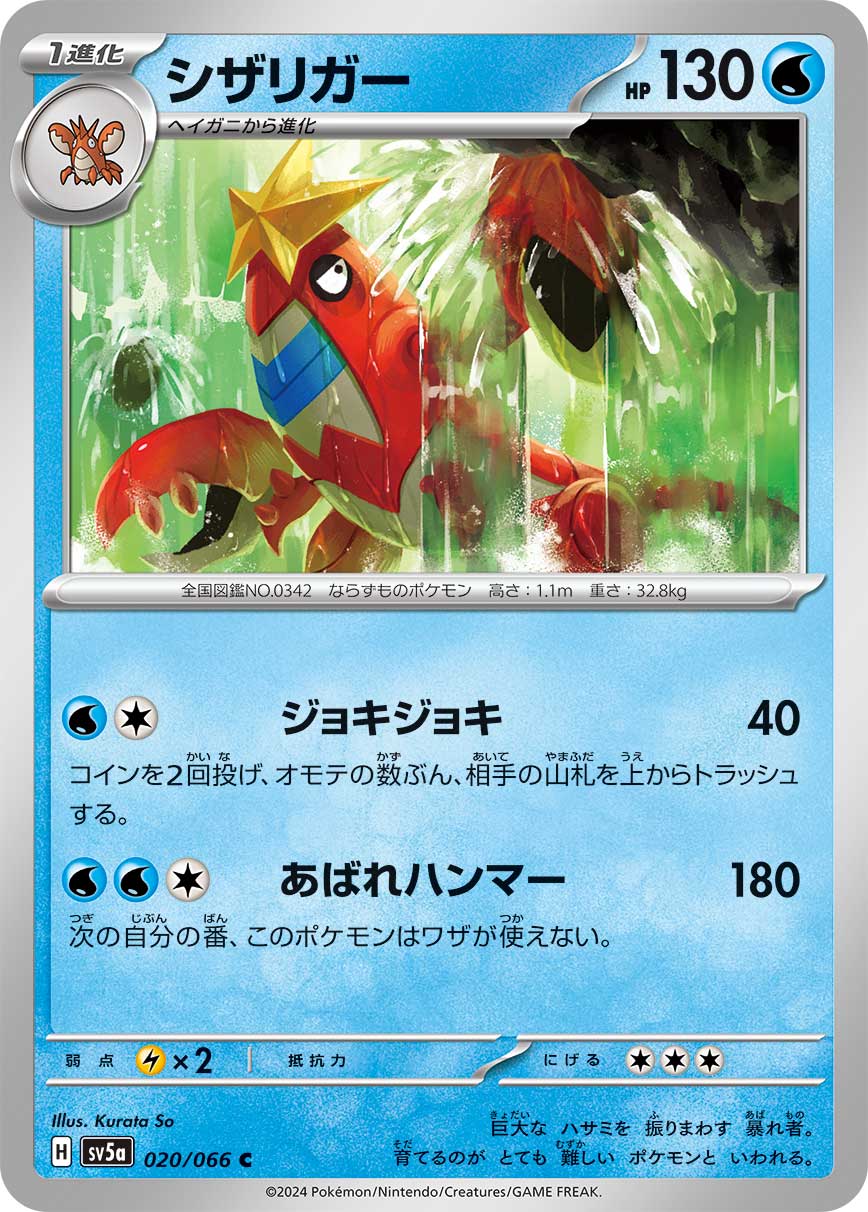 1進化
シザリガー
HP 130
ヘイガニから進化
全国図鑑NO.0342 ならずものポケモン 高さ：1.1m 重さ：32.8kg
ジョキジョキ 40
コインを2回投げ、オモテの数ぶん、相手の山札を上からトラッシュ
する。
あばれハンマー 180
次の自分の番、このポケモンはワザが使えない。
弱点 ×2 抵抗力 にげる
Illus. Kurata So
巨大な ハサミを 振りまわす 暴れ者。
育てるのが とても 難しい ポケモンと いわれる。
H sv5a 020/066 C
©2024 Pokémon/Nintendo/Creatures/GAME FREAK.